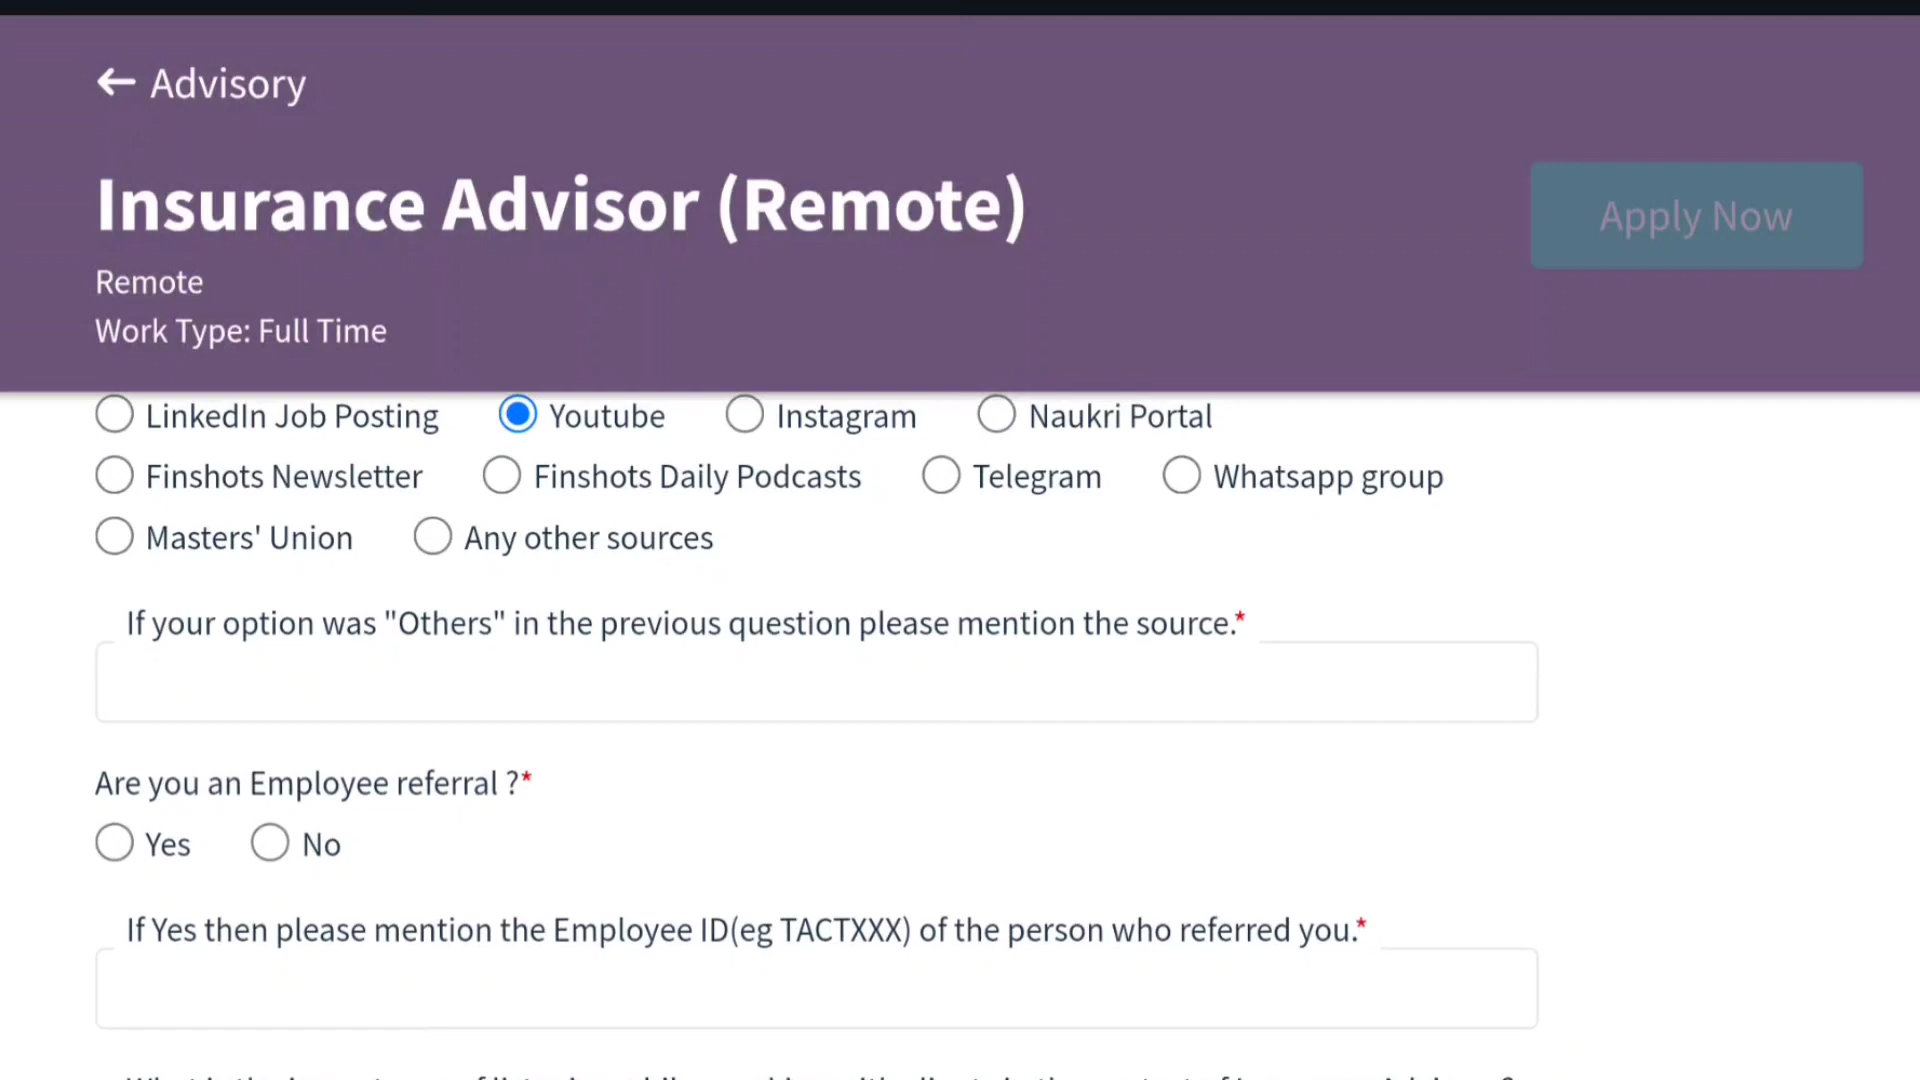 Advisory
Insurance Advisor (Remote)
Apply Now
Remote
Work Type: Full Time
LinkedIn Job Posting Youtube Instagram Naukri Portal
Finshots Newsletter Finshots Daily Podcasts Telegram Whatsapp group
Masters' Union Any other sources
If your option was "Others" in the previous question please mention the source.*
Are you an Employee referral ?*
Yes No
If Yes then please mention the Employee ID(eg TACTXXX) of the person who referred you.*